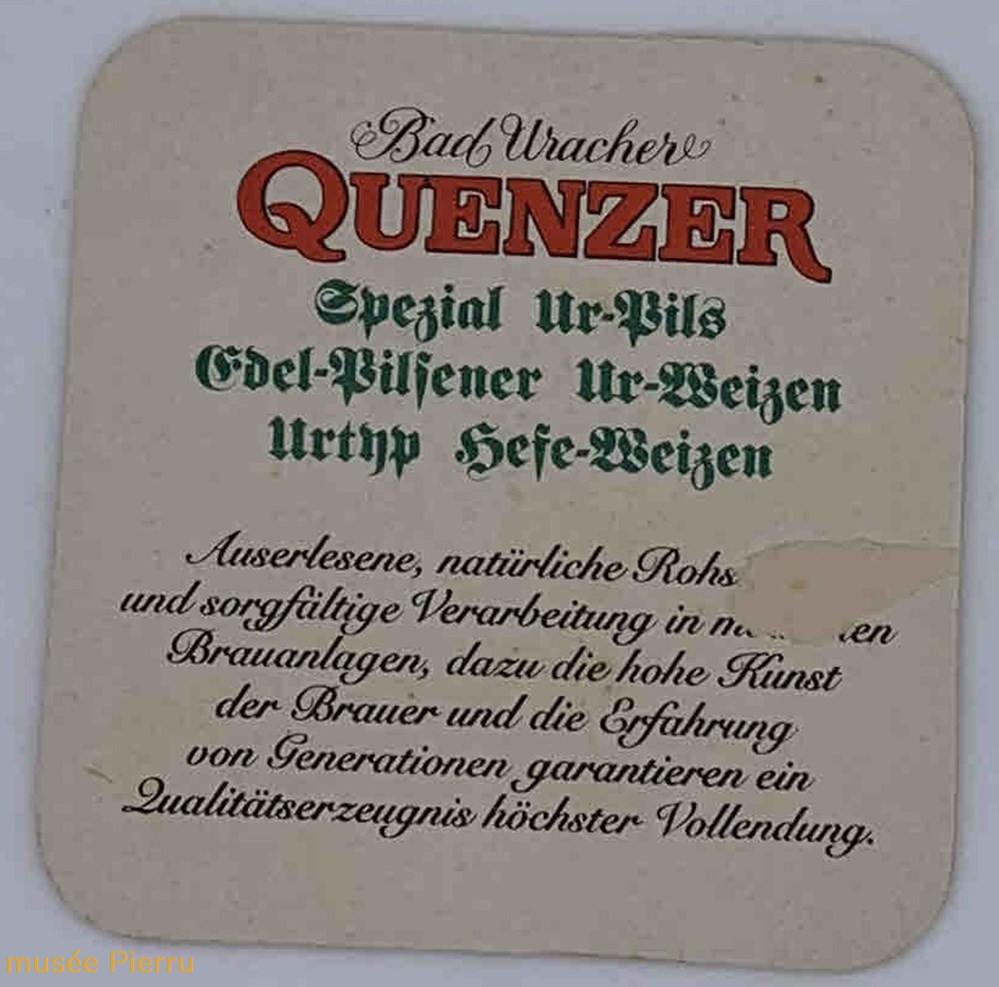 Bad Uracher
QUENZER
Spezial Ur-Pils
Edel-Pilsener Ur-Weizen
Urtyp Hefe-Weizen
Auserlesene, natürliche
und sorgfältige Verarbeitung in
Brauanlagen, dazu die hohe Kunst
der Brauer und die Erfahrung
von Generationen garantieren ein
Qualitätserzeugnis höchster Vollendung.
musée Pierru